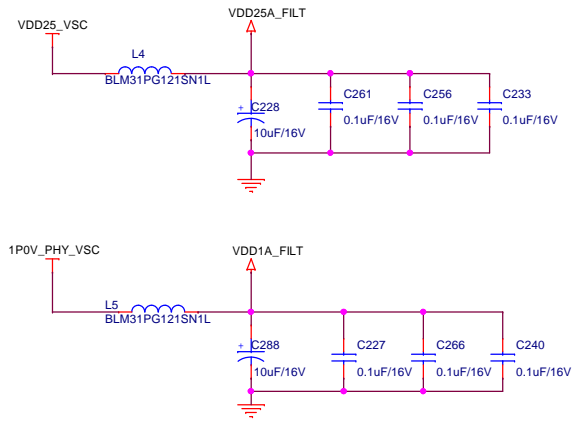 VDD25A_FILT
VDD25_VSC
L4
BLM31PG121SN1L
+ C228
10uF/16V
C261
0.1uF/16V
C256
0.1uF/16V
C233
0.1uF/16V
1P0V_PHY_VSC
VDD1A_FILT
L5
BLM31PG121SN1L
+ C288
10uF/16V
C227
0.1uF/16V
C266
0.1uF/16V
C240
0.1uF/16V